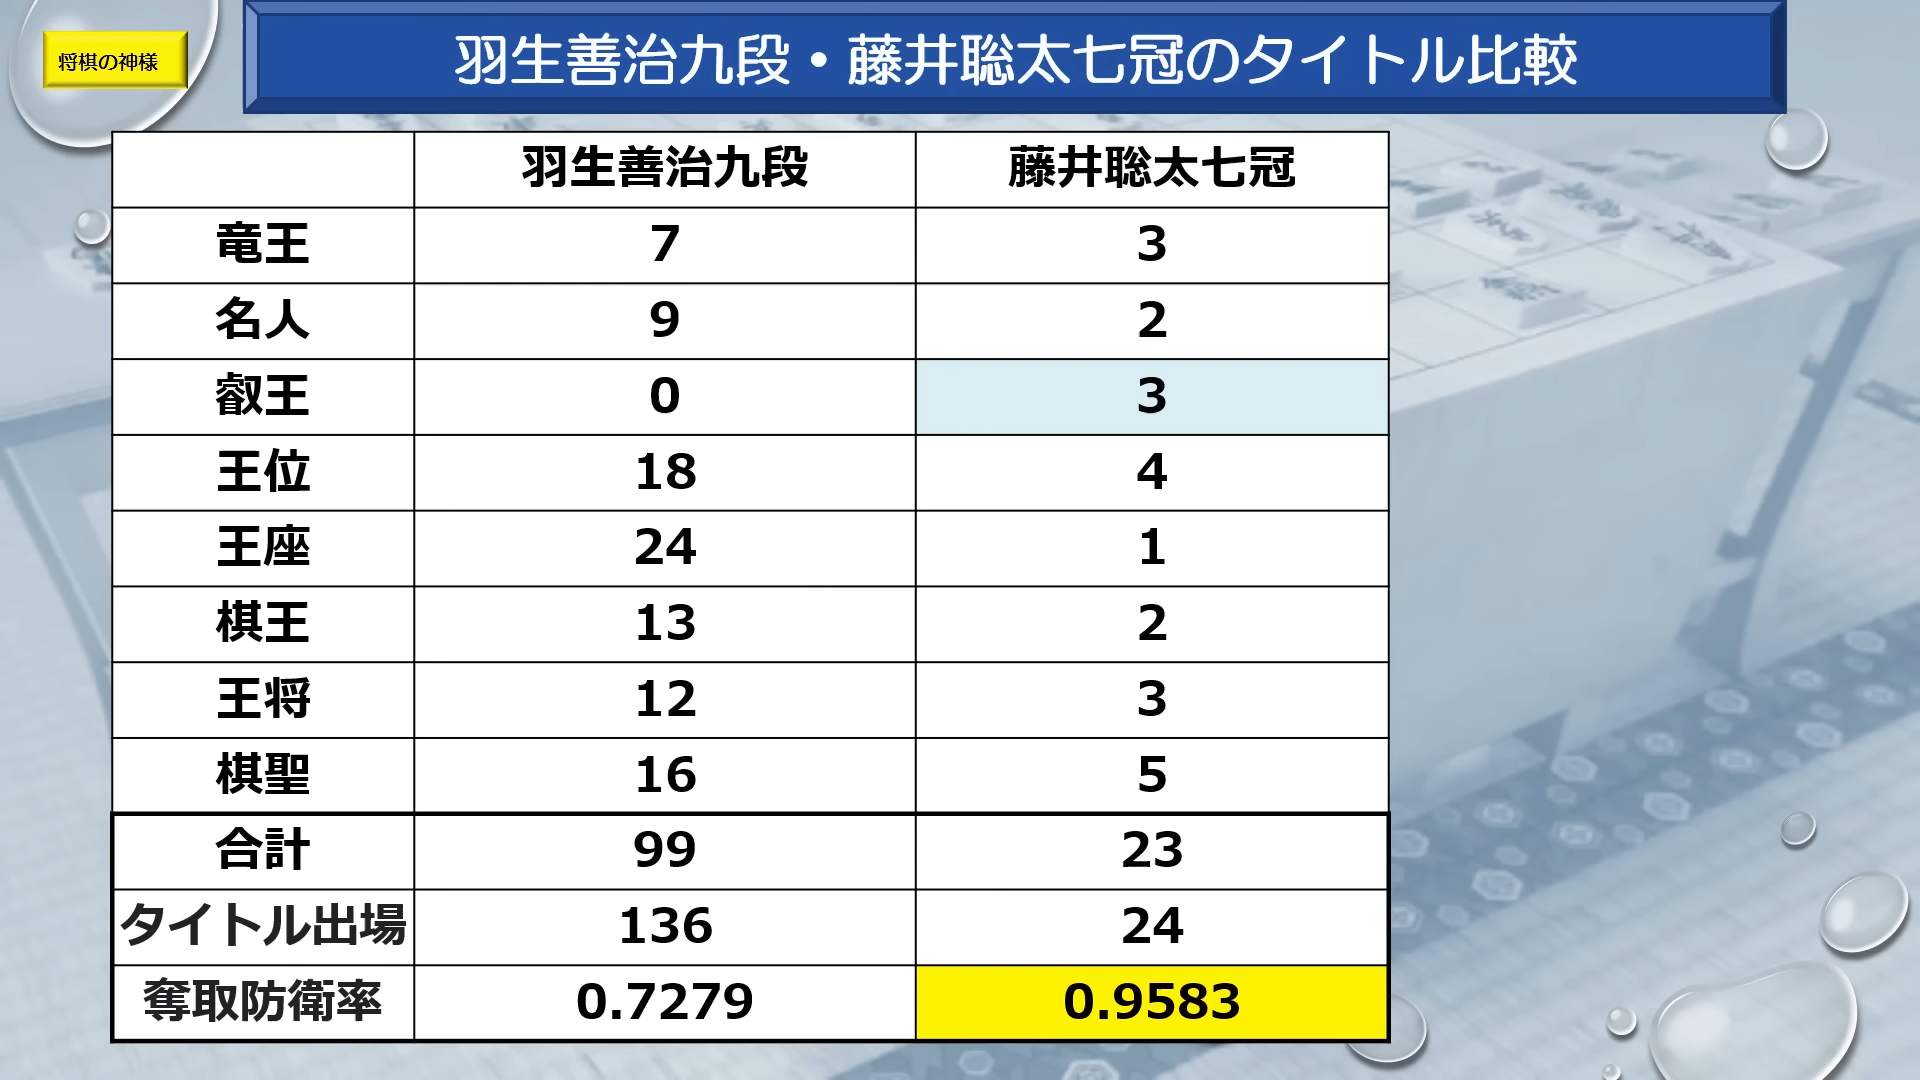 将棋の神様
羽生善治九段・藤井聡太七冠のタイトル比較
羽生善治九段 藤井聡太七冠
竜王 7 3
名人 9 2
叡王 0 3
王位 18 4
王座 24 1
棋王 13 2
王将 12 3
棋聖 16 5
合計 99 23
タイトル出場 136 24
奪取防衛率 0.7279 0.9583